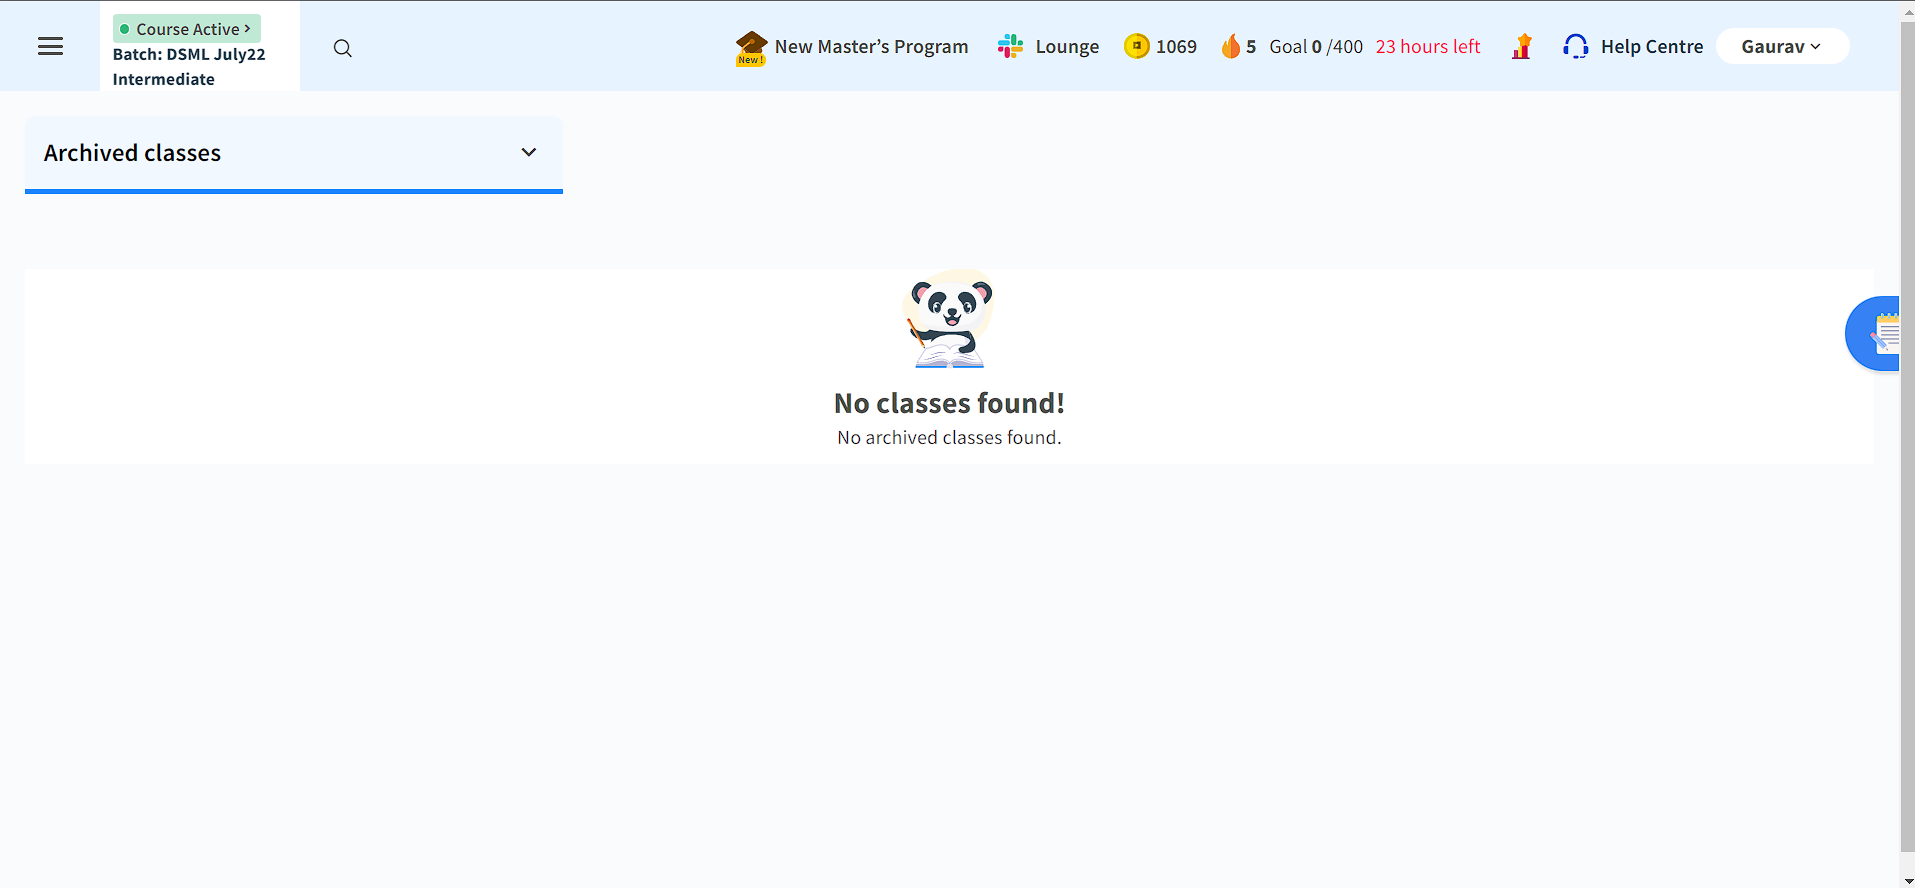 Course Active >
Batch: DSML July22
Intermediate
New !
New Master’s Program
Lounge
1069
5
Goal 0 /400
23 hours left
Help Centre
Gaurav
Archived classes
No classes found!
No archived classes found.